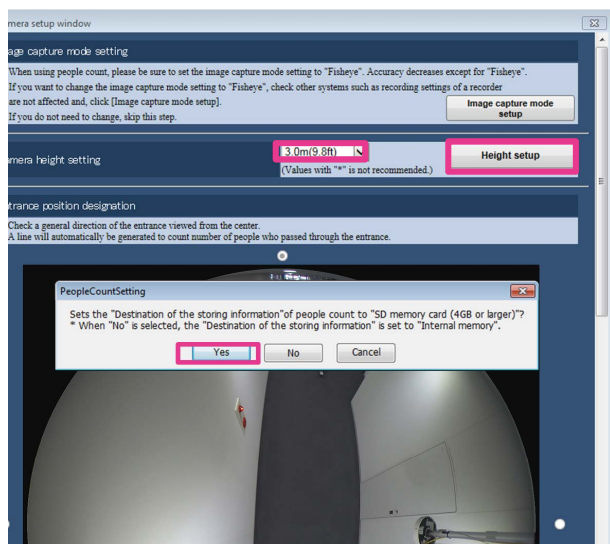 mera setup window
age capture mode setting
When using people count, please be sure to set the image capture mode setting to "Fisheye". Accuracy decreases except for "Fisheye".
If you want to change the image capture mode setting to "Fisheye", check other systems such as recording settings of a recorder
are not affected and, click [Image capture mode setup].
If you do not need to change, skip this step.
Image capture mode
setup
amera height setting
3.0m(9.8ft)
(Values with "*" is not recommended.)
Height setup
trance position designation
Check a general direction of the entrance viewed from the center.
A line will automatically be generated to count number of people who passed through the entrance.
PeopleCountSetting
Sets the "Destination of the storing information"of people count to "SD memory card (4GB or larger)"?
* When "No" is selected, the "Destination of the storing information" is set to "Internal memory".
Yes
No
Cancel